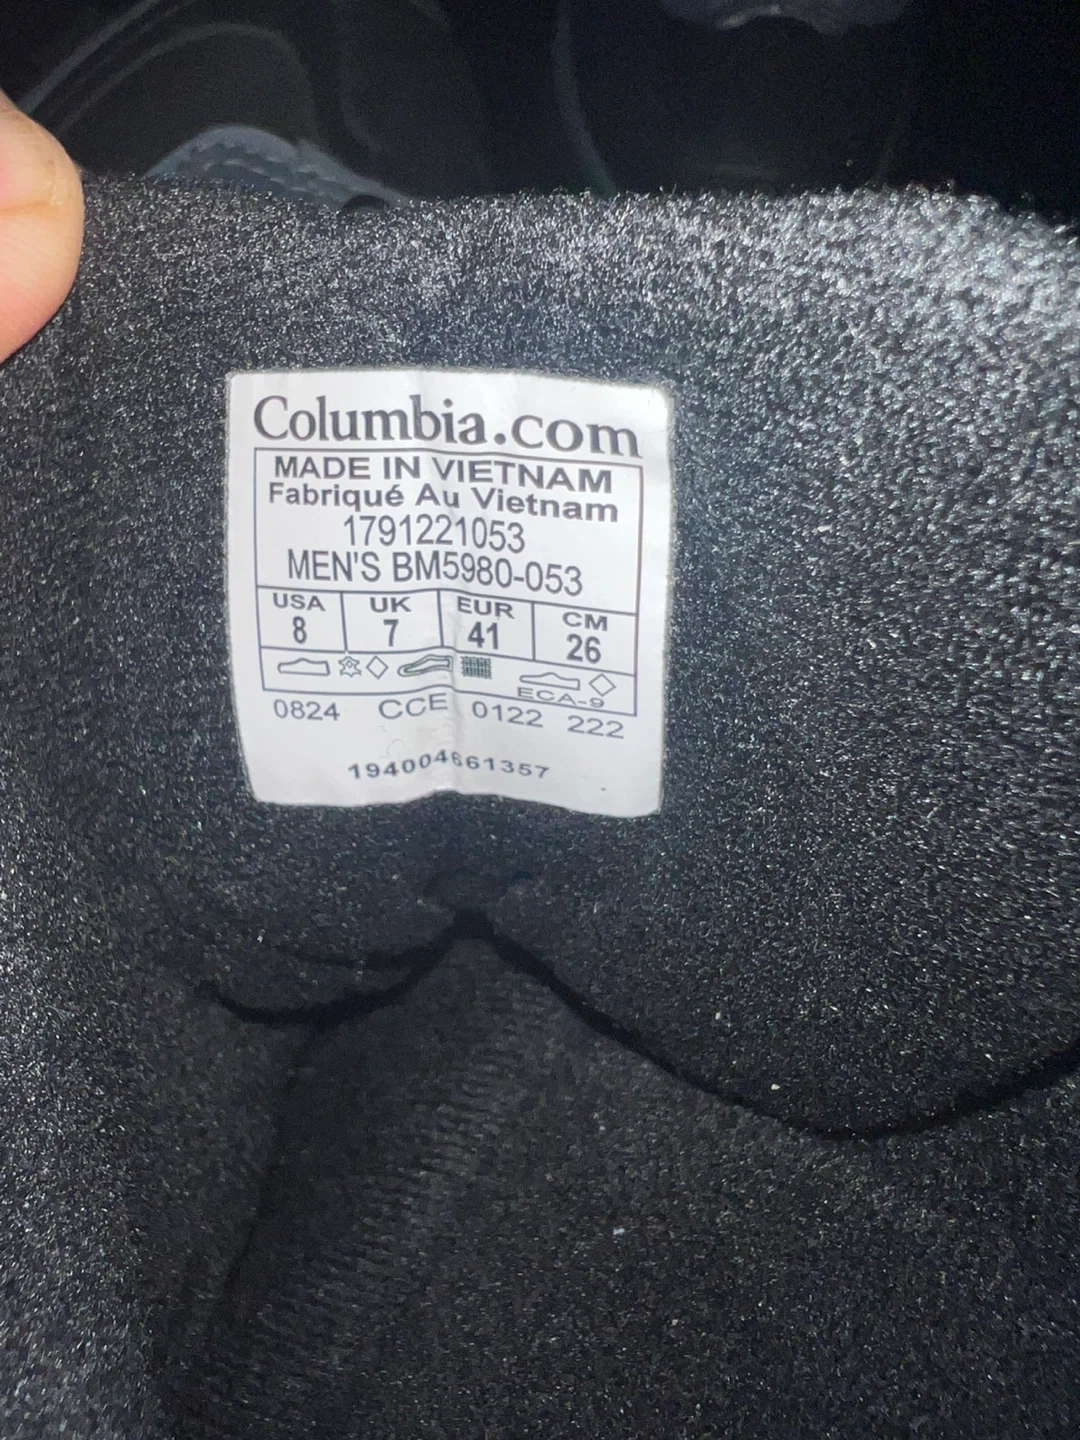 Columbia.com
MADE IN VIETNAM
Fabriqué Au Vietnam
1791221053
MEN'S BM5980-053
USA UK EUR CM
8 7 41 26
ECA-9
0824 CCE 0122 222
194004661357